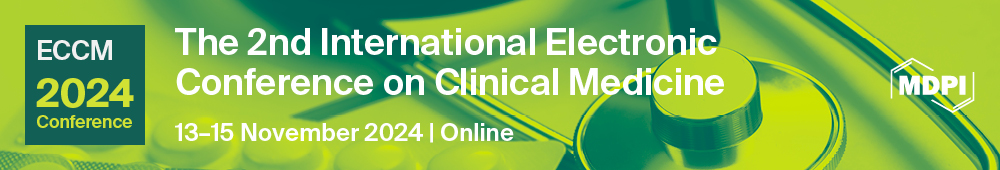 ECCM
2024
Conference
The 2nd International Electronic
Conference on Clinical Medicine
13–15 November 2024 | Online
MDPI